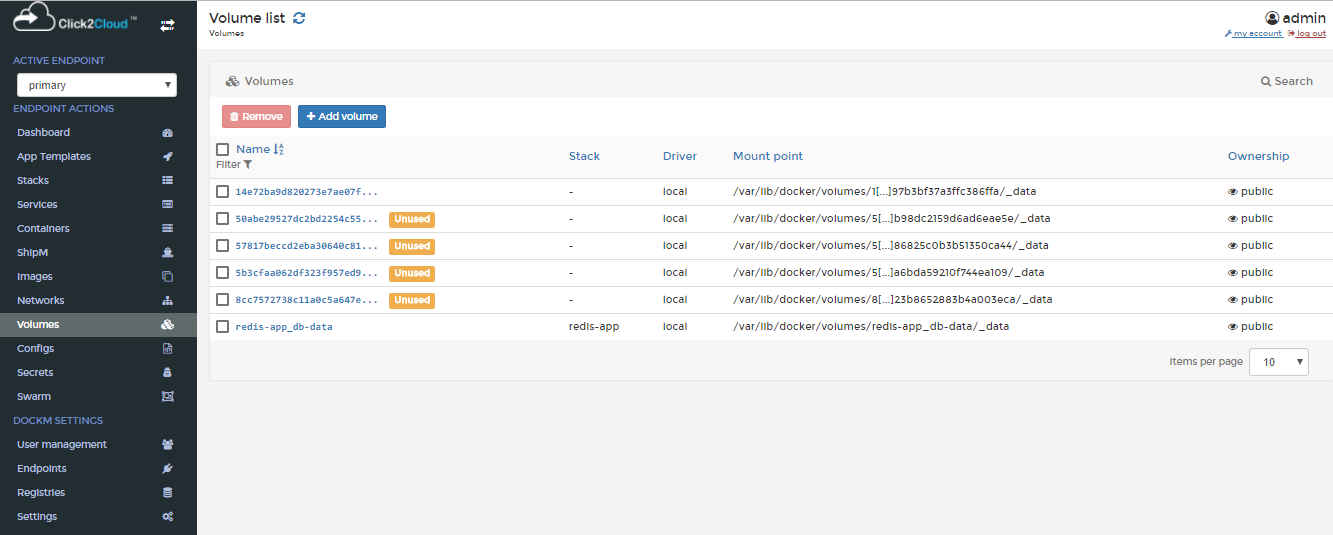 Click2Cloud™
ACTIVE ENDPOINT
primary
ENDPOINT ACTIONS
Dashboard
App Templates
Stacks
Services
Containers
ShipM
Images
Networks
Volumes
Configs
Secrets
Swarm
DOCKM SETTINGS
User management
Endpoints
Registries
Settings
Volume list
Volumes
admin
my account log out
Volumes Search
Remove Add volume
Name Stack Driver Mount point Ownership
Filter
14e72ba9d820273e7ae07f... - local /var/lib/docker/volumes/1[...]97b3bf37a3ffc386ffa/_data public
50abe29527dc2bd2254c55... Unused - local /var/lib/docker/volumes/5[...]b98dc2159d6ad6eae5e/_data public
57817beccd2eba30640c81... Unused - local /var/lib/docker/volumes/5[...]86825c0b3b51350ca44/_data public
5b3cfaa062df323f957ed9... Unused - local /var/lib/docker/volumes/5[...]a6bda59210f744ea109/_data public
8cc7572738c11a0c5a647e... Unused - local /var/lib/docker/volumes/8[...]23b8652883b4a003eca/_data public
redis-app_db-data redis-app local /var/lib/docker/volumes/redis-app_db-data/_data public
Items per page 10